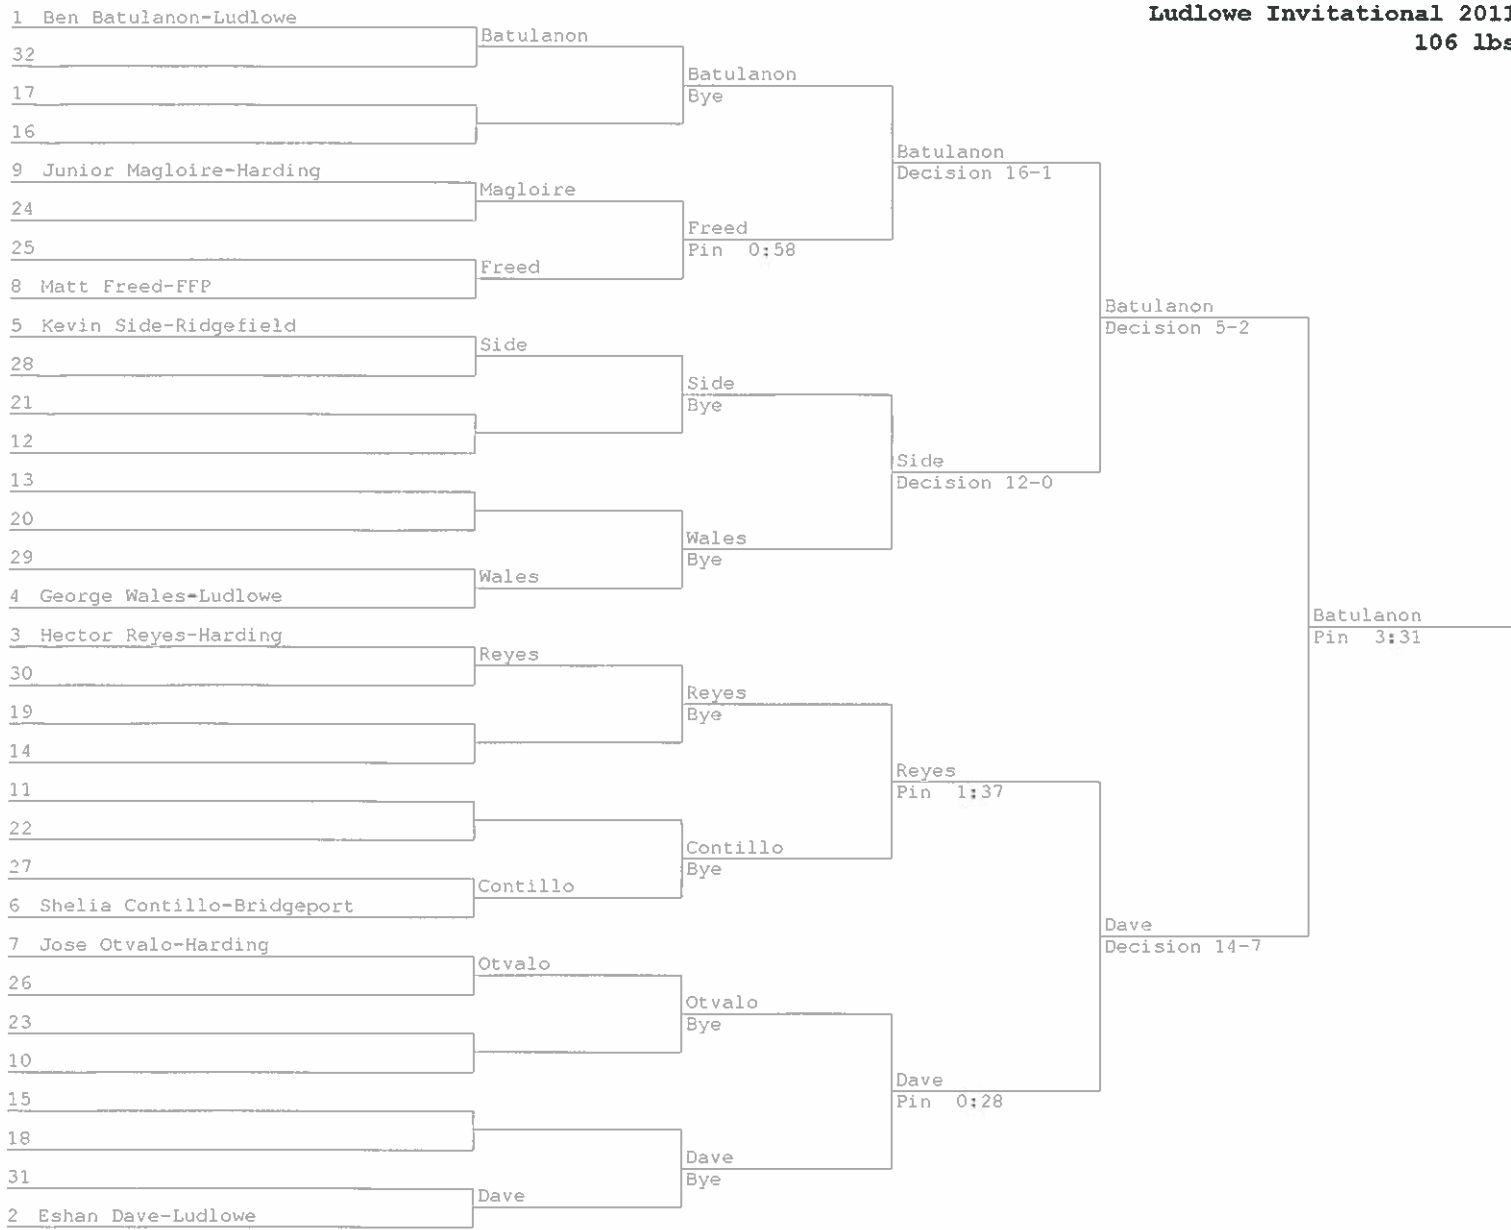 Ludlowe Invitational 2011
106 lbs
1 Ben Batulanon-Ludlowe
32
17
16
9 Junior Magloire-Harding
24
25
8 Matt Freed-FFP
5 Kevin Side-Ridgefield
28
21
12
13
20
29
4 George Wales-Ludlowe
3 Hector Reyes-Harding
30
19
14
11
22
27
6 Shelia Contillo-Bridgeport
7 Jose Otvalo-Harding
26
23
10
15
18
31
2 Eshan Dave-Ludlowe
Batulanon
Magloire
Freed
Side
Wales
Reyes
Contillo
Otvalo
Dave
Batulanon
Bye
Freed
Pin 0:58
Side
Bye
Wales
Bye
Reyes
Bye
Contillo
Bye
Otvalo
Bye
Dave
Bye
Batulanon
Decision 16-1
Side
Decision 12-0
Reyes
Pin 1:37
Dave
Pin 0:28
Batulanon
Decision 5-2
Dave
Decision 14-7
Batulanon
Pin 3:31